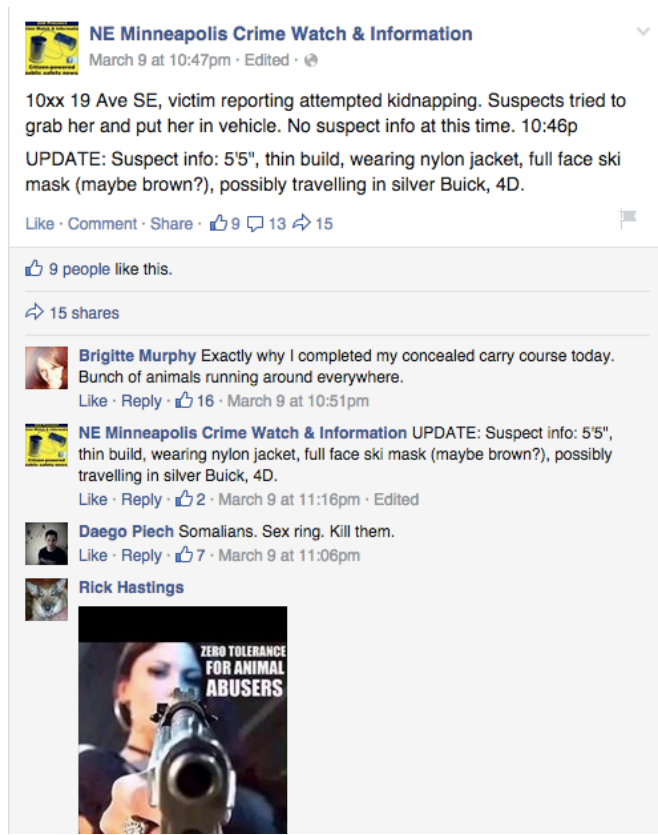 NE Minneapolis Crime Watch & Information
March 9 at 10:47pm · Edited ·
10xx 19 Ave SE, victim reporting attempted kidnapping. Suspects tried to
grab her and put her in vehicle. No suspect info at this time. 10:46p
UPDATE: Suspect info: 5'5", thin build, wearing nylon jacket, full face ski
mask (maybe brown?), possibly travelling in silver Buick, 4D.
Like · Comment · Share · 9 13 15
9 people like this.
15 shares
Brigitte Murphy Exactly why I completed my concealed carry course today.
Bunch of animals running around everywhere.
Like · Reply · 16 · March 9 at 10:51pm
NE Minneapolis Crime Watch & Information UPDATE: Suspect info: 5'5",
thin build, wearing nylon jacket, full face ski mask (maybe brown?), possibly
travelling in silver Buick, 4D.
Like · Reply · 2 · March 9 at 11:16pm · Edited
Daego Piech Somalians. Sex ring. Kill them.
Like · Reply · 7 · March 9 at 11:06pm
Rick Hastings
ZERO TOLERANCE
FOR ANIMAL
ABUSERS